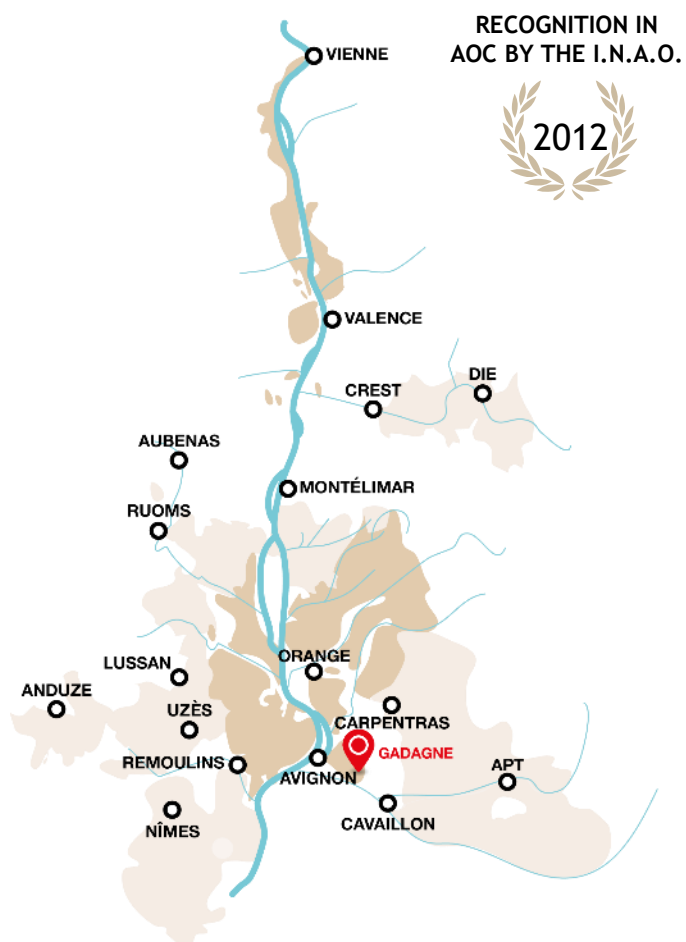 RECOGNITION IN
AOC BY THE I.N.A.O.
2012
VIENNE
VALENCE
DIE
CREST
AUBENAS
MONTÉLIMAR
RUOMS
ORANGE
LUSSAN
ANDUZE
UZÈS
CARPENTRAS
GADAGNE
REMOULINS
AVIGNON
APT
CAVAILLON
NÎMES